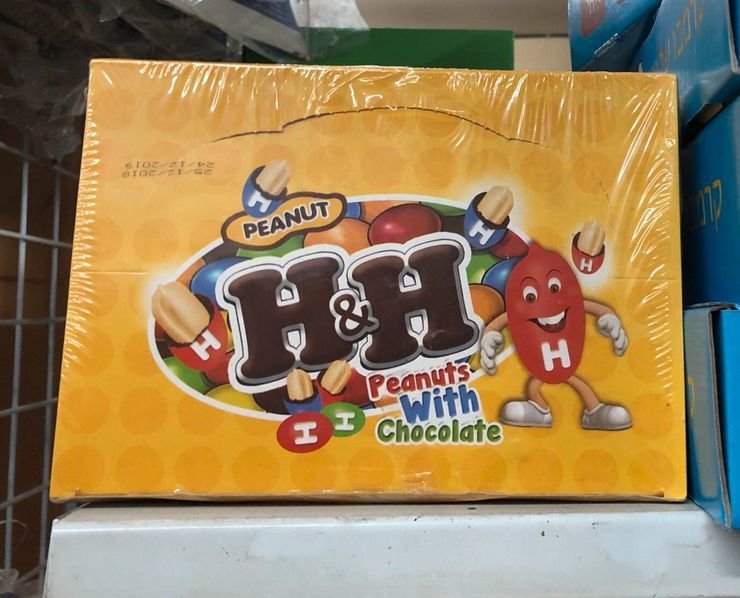 25/12/2018
24/12/2019
PEANUT
H&H
H
Peanuts
With
Chocolate